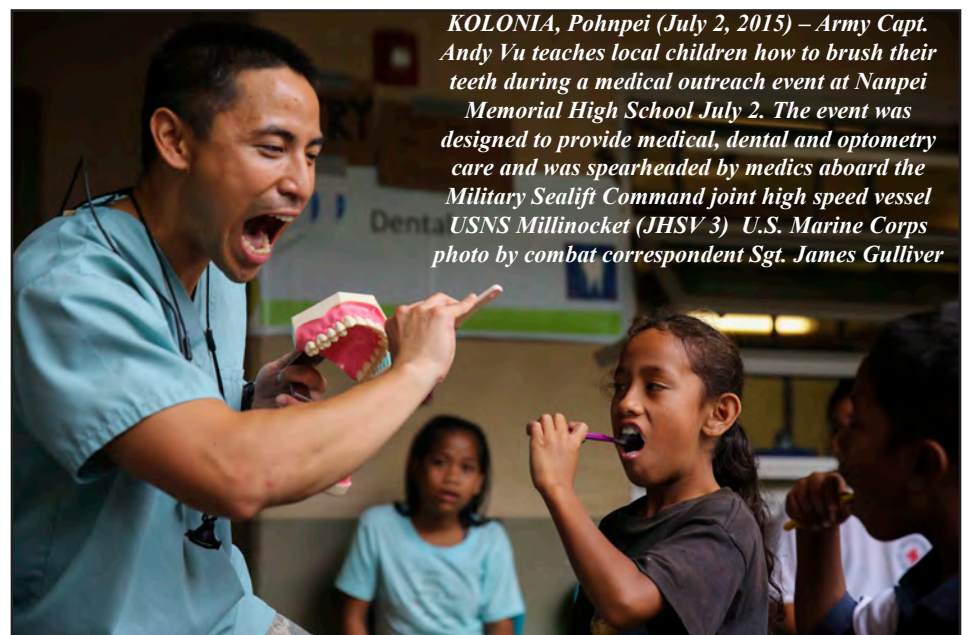 KOLONIA, Pohnpei (July 2, 2015) – Army Capt.
Andy Vu teaches local children how to brush their
teeth during a medical outreach event at Nanpei
Memorial High School July 2. The event was
designed to provide medical, dental and optometry
care and was spearheaded by medics aboard the
Military Sealift Command joint high speed vessel
USNS Millinocket (JHSV 3)  U.S. Marine Corps
photo by combat correspondent Sgt. James Gulliver
RY
Dental